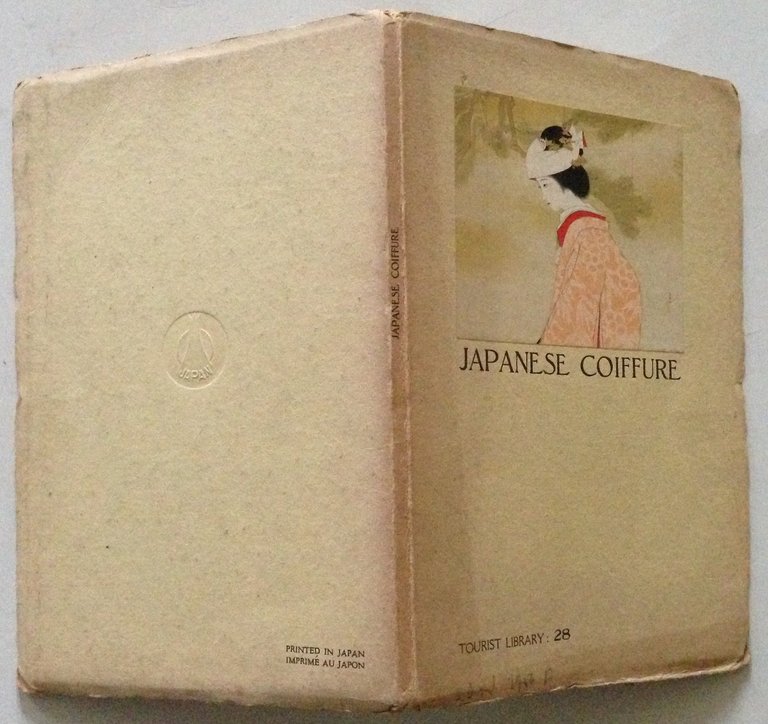 JAPANESE COIFFURE
TOURIST LIBRARY: 28
JAPANESE COIFFURE
JAPAN
PRINTED IN JAPAN
IMPRIMÉ AU JAPON